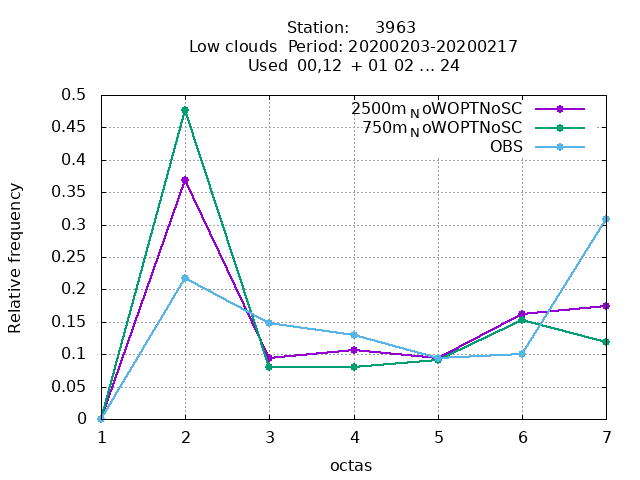 Station: 3963
Low clouds Period: 20200203-20200217
Used 00,12 + 01 02 ... 24
0.5
0.45
0.4
0.35
0.3
0.25
0.2
0.15
0.1
0.05
0
Relative frequency
2500m_NoWOPTNoSC
750m_NoWOPTNoSC
OBS
1 2 3 4 5 6 7
octas